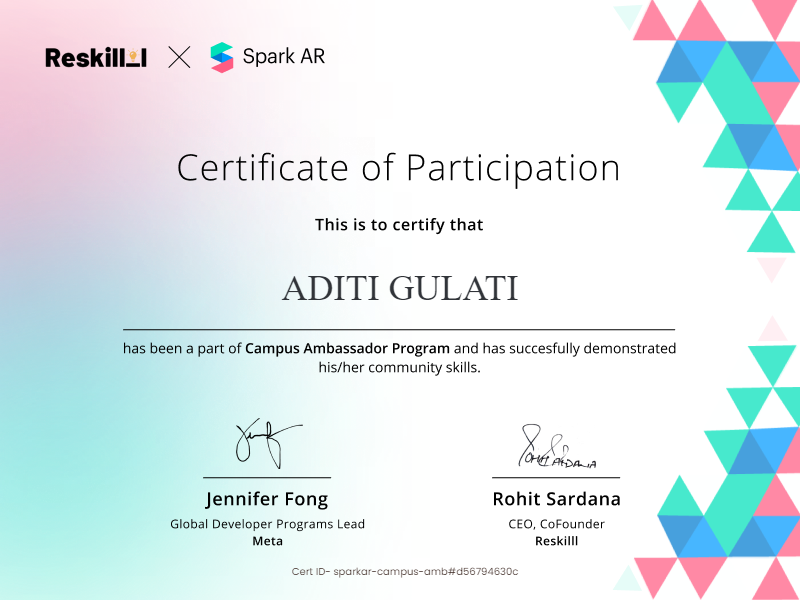 Reskilll × Spark AR
Certificate of Participation
This is to certify that
ADITI GULATI
has been a part of Campus Ambassador Program and has succesfully demonstrated
his/her community skills.
Jennifer Fong
Global Developer Programs Lead
Meta
Rohit Sardana
CEO, CoFounder
Reskilll
Cert ID- sparkar-campus-amb#d56794630c